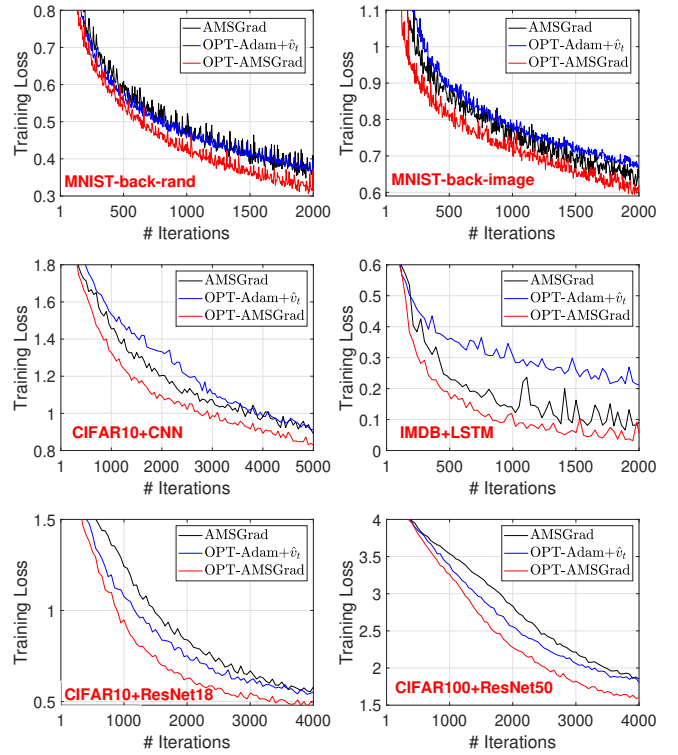 0.8
0.7
0.6
0.5
0.4
0.3
Training Loss
AMSGrad
OPT-Adam+v̂ₜ
OPT-AMSGrad
MNIST-back-rand
1 500 1000 1500 2000
# Iterations
1.1
1
0.9
0.8
0.7
0.6
Training Loss
AMSGrad
OPT-Adam+v̂ₜ
OPT-AMSGrad
MNIST-back-image
1 500 1000 1500 2000
# Iterations
1.8
1.6
1.4
1.2
1
0.8
Training Loss
AMSGrad
OPT-Adam+v̂ₜ
OPT-AMSGrad
CIFAR10+CNN
1 1000 2000 3000 4000 5000
# Iterations
0.6
0.5
0.4
0.3
0.2
0.1
0
Training Loss
AMSGrad
OPT-Adam+v̂ₜ
OPT-AMSGrad
IMDB+LSTM
1 500 1000 1500 2000
# Iterations
1.5
1
0.5
Training Loss
AMSGrad
OPT-Adam+v̂ₜ
OPT-AMSGrad
CIFAR10+ResNet18
1 1000 2000 3000 4000
# Iterations
4
3.5
3
2.5
2
1.5
1
Training Loss
AMSGrad
OPT-Adam+v̂ₜ
OPT-AMSGrad
CIFAR100+ResNet50
1 1000 2000 3000 4000
# Iterations